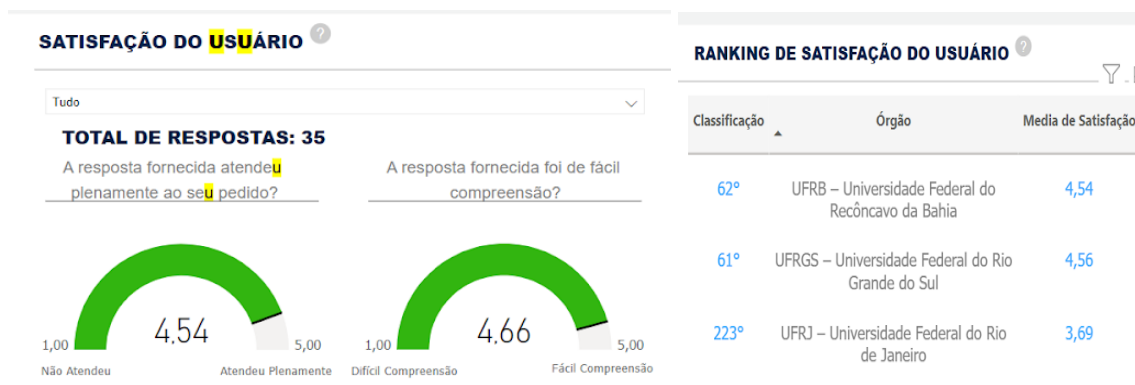 SATISFAÇÃO DO USUÁRIO ?
Tudo
TOTAL DE RESPOSTAS: 35
A resposta fornecida atendeu
plenamente ao seu pedido?
4,54
1,00
5,00
Não Atendeu
Atendeu Plenamente
A resposta fornecida foi de fácil
compreensão?
4,66
1,00
5,00
Difícil Compreensão
Fácil Compreensão
RANKING DE SATISFAÇÃO DO USUÁRIO ?
Classificação Órgão Media de Satisfação
62º UFRB – Universidade Federal do 4,54
Recôncavo da Bahia
61º UFRGS – Universidade Federal do Rio 4,56
Grande do Sul
223º UFRJ – Universidade Federal do Rio 3,69
de Janeiro